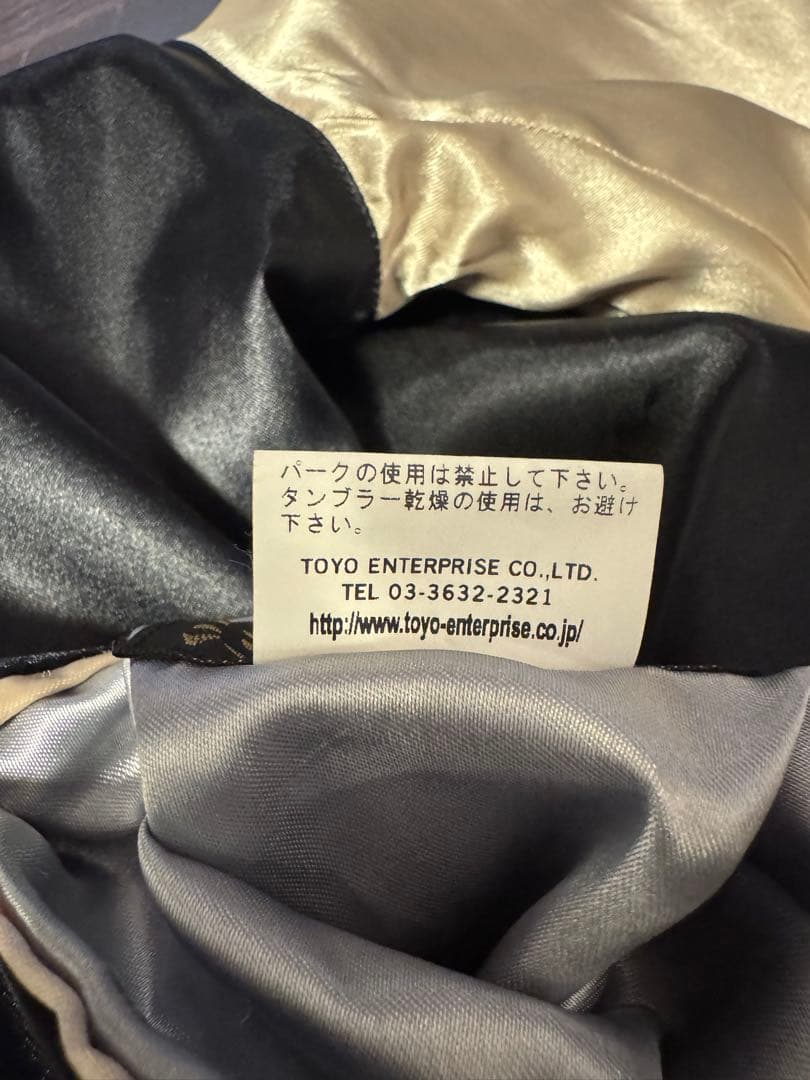 パークの使用は禁止して下さい。
タンブラー乾燥の使用は、お避け
下さい。
TOYO ENTERPRISE CO.,LTD.
TEL 03-3632-2321
http://www.toyo-enterprise.co.jp/